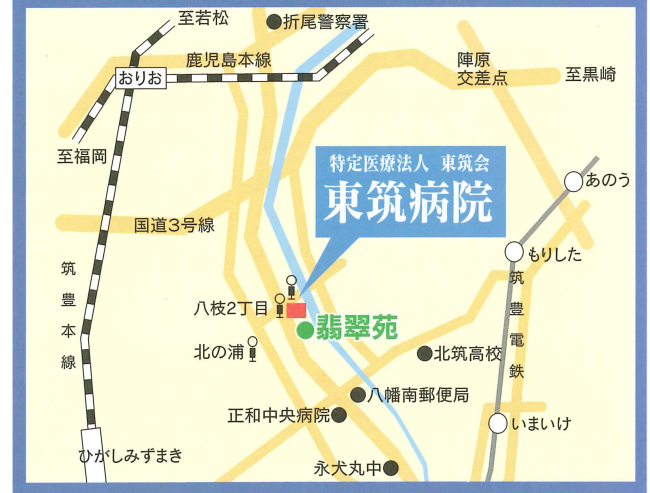 至若松
折尾警察署
鹿児島本線
おりお
陣原
交差点
至黒崎
至福岡
特定医療法人 東筑会
東筑病院
あのう
国道3号線
もりした
筑豊本線
筑豊電鉄
八枝2丁目
翡翠苑
北の浦
北筑高校
八幡南郵便局
正和中央病院
いまいけ
ひがしみずまき
永犬丸中